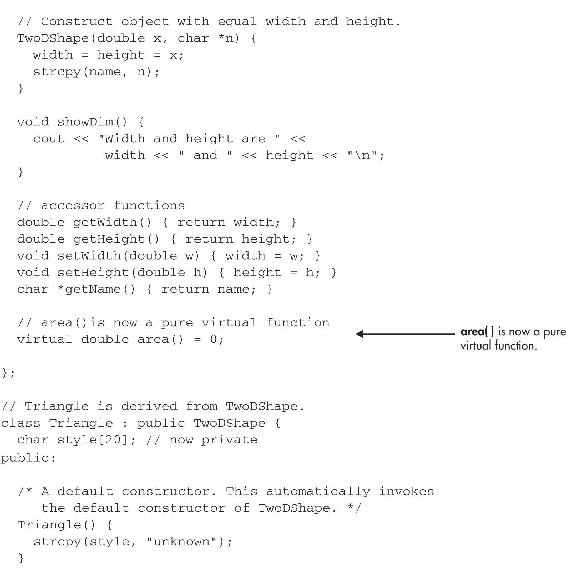 // Construct object with equal width and height.
TwoDShape(double x, char *n) {
width = height = x;
strcpy(name, n);
}
void showDim() {
cout << "Width and height are " <<
width << " and " << height << "\n";
}
// accessor functions
double getWidth() { return width; }
double getHeight() { return height; }
void setWidth(double w) { width = w; }
void setHeight(double h) { height = h; }
char *getName() { return name; }
// area()is now a pure virtual function
virtual double area() = 0;
area( ) is now a pure
virtual function.
};
// Triangle is derived from TwoDShape.
class Triangle : public TwoDShape {
char style[20]; // now private
public:
/* A default constructor. This automatically invokes
the default constructor of TwoDShape. */
Triangle() {
strcpy(style, "unknown");
}